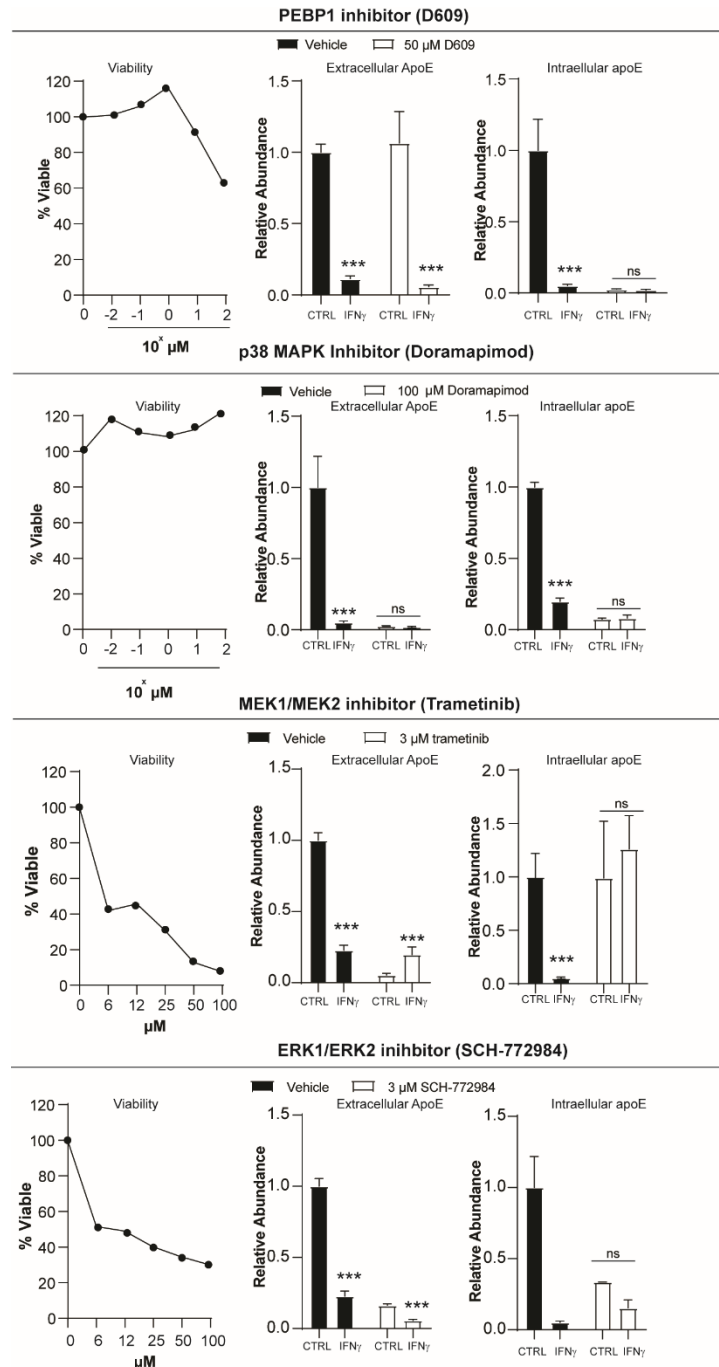 PEBP1 inhibitor (D609)
Vehicle 50 µM D609
Viability
Extracellular ApoE
Intraellular apoE
% Viable
120
100
80
60
40
20
0
0 -2 -1 0 1 2
10^x µM
Relative Abundance
1.5
1.0
0.5
0.0
***
***
CTRL IFNγ CTRL IFNγ
Relative Abundance
1.5
1.0
0.5
0.0
***
ns
CTRL IFNγ CTRL IFNγ
p38 MAPK Inhibitor (Doramapimod)
Vehicle 100 µM Doramapimod
Viability
Extracellular ApoE
Intraellular apoE
% Viable
120
100
80
60
40
20
0
0 -2 -1 0 1 2
10^x µM
Relative Abundance
1.5
1.0
0.5
0.0
***
ns
CTRL IFNγ CTRL IFNγ
Relative Abundance
1.5
1.0
0.5
0.0
***
ns
CTRL IFNγ CTRL IFNγ
MEK1/MEK2 inhibitor (Trametinib)
Vehicle 3 µM trametinib
Viability
Extracellular ApoE
Intraellular apoE
% Viable
120
100
80
60
40
20
0
0 6 12 25 50 100
µM
Relative Abundance
1.5
1.0
0.5
0.0
***
***
CTRL IFNγ CTRL IFNγ
Relative Abundance
2.0
1.5
1.0
0.5
0.0
***
ns
CTRL IFNγ CTRL IFNγ
ERK1/ERK2 inihbitor (SCH-772984)
Vehicle 3 µM SCH-772984
Viability
Extracellular ApoE
Intraellular apoE
% Viable
120
100
80
60
40
20
0
0 6 12 25 50 100
µM
Relative Abundance
1.5
1.0
0.5
0.0
***
***
CTRL IFNγ CTRL IFNγ
Relative Abundance
1.5
1.0
0.5
0.0
ns
CTRL IFNγ CTRL IFNγ